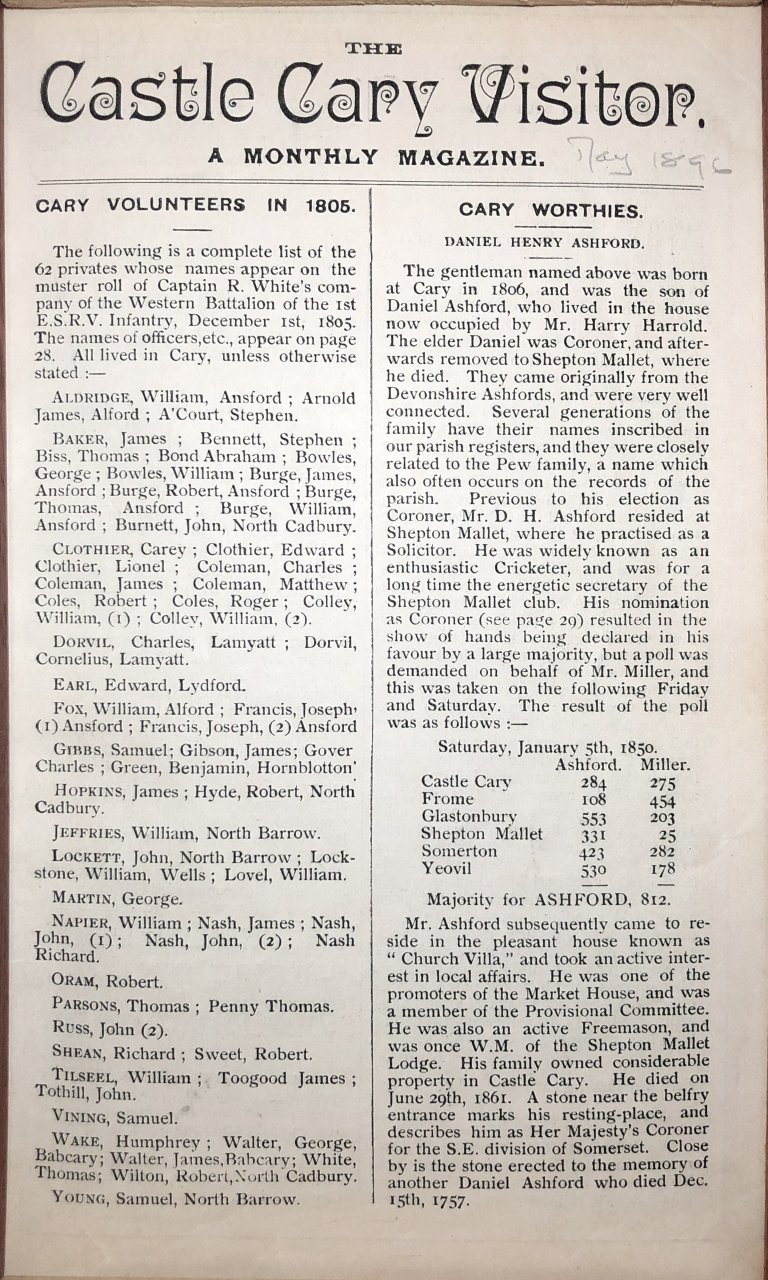 THE
Castle Cary Visitor.
A MONTHLY MAGAZINE.
May 1896
CARY VOLUNTEERS IN 1805.
The following is a complete list of the
62 privates whose names appear on the
muster roll of Captain R. White's com-
pany of the Western Battalion of the 1st
E.S.R.V. Infantry, December 1st, 1805.
The names of officers,etc., appear on page
28. All lived in Cary, unless otherwise
stated :—
ALDRIDGE, William, Ansford ; Arnold
James, Alford ; A'Court, Stephen.
BAKER, James ; Bennett, Stephen ;
Biss, Thomas ; Bond Abraham ; Bowles,
George ; Bowles, William ; Burge, James,
Ansford ; Burge, Robert, Ansford ; Burge,
Thomas, Ansford ; Burge, William,
Ansford ; Burnett, John, North Cadbury.
CLOTHIER, Carey ; Clothier, Edward ;
Clothier, Lionel ; Coleman, Charles ;
Coleman, James ; Coleman, Matthew ;
Coles, Robert ; Coles, Roger ; Colley,
William, (1) ; Colley, William, (2).
DORVIL, Charles, Lamyatt ; Dorvil,
Cornelius, Lamyatt.
EARL, Edward, Lydford.
FOX, William, Alford ; Francis, Joseph,
(1) Ansford ; Francis, Joseph, (2) Ansford
GIBBS, Samuel; Gibson, James; Gover
Charles ; Green, Benjamin, Hornblotton'
HOPKINS, James ; Hyde, Robert, North
Cadbury.
JEFFRIES, William, North Barrow.
LOCKETT, John, North Barrow ; Lock-
stone, William, Wells ; Lovel, William.
MARTIN, George.
NAPIER, William ; Nash, James ; Nash,
John, (1) ; Nash, John, (2) ; Nash
Richard.
ORAM, Robert.
PARSONS, Thomas ; Penny Thomas.
RUSS, John (2).
SHEAN, Richard ; Sweet, Robert.
TILSEEL, William ; Toogood James ;
Tothill, John.
VINING, Samuel.
WAKE, Humphrey ; Walter, George,
Babcary; Walter, James,Babcary; White,
Thomas; Wilton, Robert,North Cadbury.
YOUNG, Samuel, North Barrow.
CARY WORTHIES.
DANIEL HENRY ASHFORD.
The gentleman named above was born
at Cary in 1806, and was the son of
Daniel Ashford, who lived in the house
now occupied by Mr. Harry Harrold.
The elder Daniel was Coroner, and after-
wards removed to Shepton Mallet, where
he died. They came originally from the
Devonshire Ashfords, and were very well
connected. Several generations of the
family have their names inscribed in
our parish registers, and they were closely
related to the Pew family, a name which
also often occurs on the records of the
parish. Previous to his election as
Coroner, Mr. D. H. Ashford resided at
Shepton Mallet, where he practised as a
Solicitor. He was widely known as an
enthusiastic Cricketer, and was for a
long time the energetic secretary of the
Shepton Mallet club. His nomination
as Coroner (see page 29) resulted in the
show of hands being declared in his
favour by a large majority, but a poll was
demanded on behalf of Mr. Miller, and
this was taken on the following Friday
and Saturday. The result of the poll
was as follows :—
Saturday, January 5th, 1850.
Ashford. Miller.
Castle Cary 284 275
Frome 108 454
Glastonbury 553 203
Shepton Mallet 331 25
Somerton 423 282
Yeovil 530 178
Majority for ASHFORD, 812.
Mr. Ashford subsequently came to re-
side in the pleasant house known as
" Church Villa," and took an active inter-
est in local affairs. He was one of the
promoters of the Market House, and was
a member of the Provisional Committee.
He was also an active Freemason, and
was once W.M. of the Shepton Mallet
Lodge. His family owned considerable
property in Castle Cary. He died on
June 29th, 1861. A stone near the belfry
entrance marks his resting-place, and
describes him as Her Majesty's Coroner
for the S.E. division of Somerset. Close
by is the stone erected to the memory of
another Daniel Ashford who died Dec.
15th, 1757.